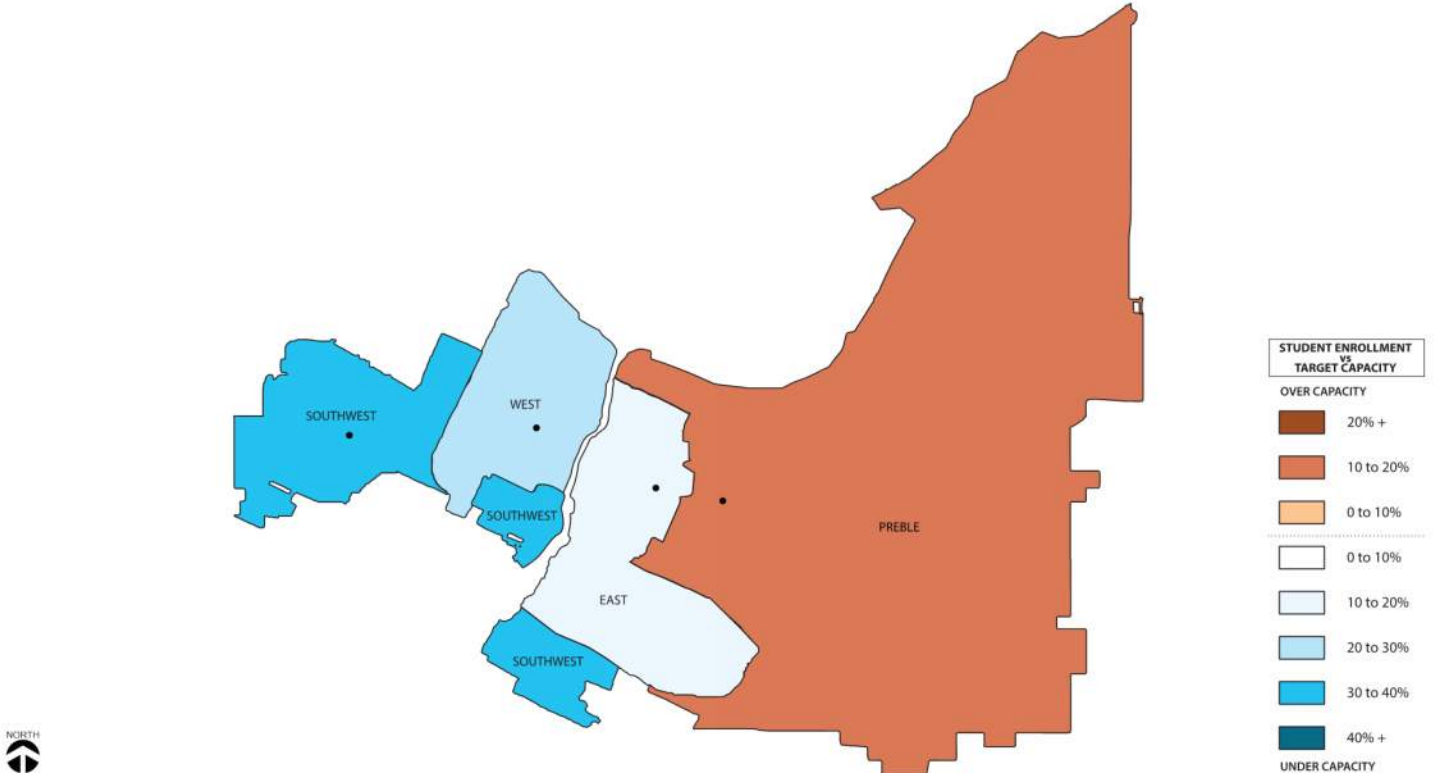 SOUTHWEST
WEST
SOUTHWEST
PREBLE
EAST
SOUTHWEST
STUDENT ENROLLMENT
vs
TARGET CAPACITY
OVER CAPACITY
20% +
10 to 20%
0 to 10%
0 to 10%
10 to 20%
20 to 30%
30 to 40%
40% +
UNDER CAPACITY
NORTH